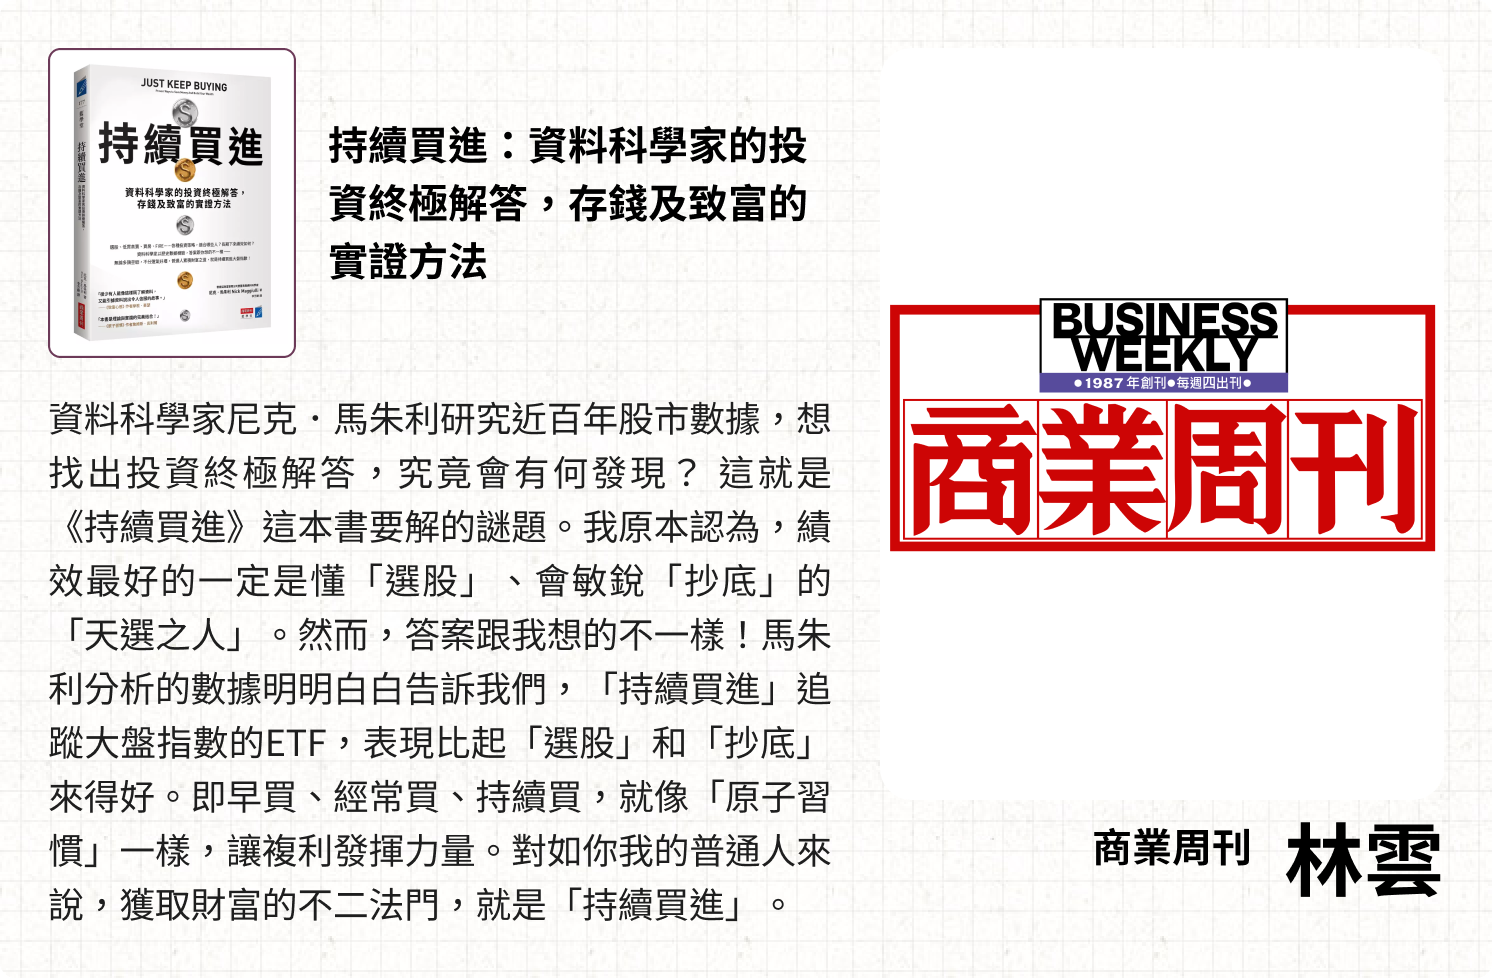 JUST KEEP BUYING
持續買進
資料科學家的投資終極解答，
存錢及致富的實證方法
持續買進
持續買進：資料科學家的投
資終極解答，存錢及致富的
實證方法
資料科學家尼克．馬朱利研究近百年股市數據，想
找出投資終極解答，究竟會有何發現？ 這就是
《持續買進》這本書要解的謎題。我原本認為，績
效最好的一定是懂「選股」、會敏銳「抄底」的
「天選之人」。然而，答案跟我想的不一樣！馬朱
利分析的數據明明白白告訴我們，「持續買進」追
蹤大盤指數的ETF，表現比起「選股」和「抄底」
來得好。即早買、經常買、持續買，就像「原子習
慣」一樣，讓複利發揮力量。對如你我的普通人來
說，獲取財富的不二法門，就是「持續買進」。
BUSINESS
WEEKLY
●1987年創刊●每週四出刊●
商業周刊
商業周刊 林雲